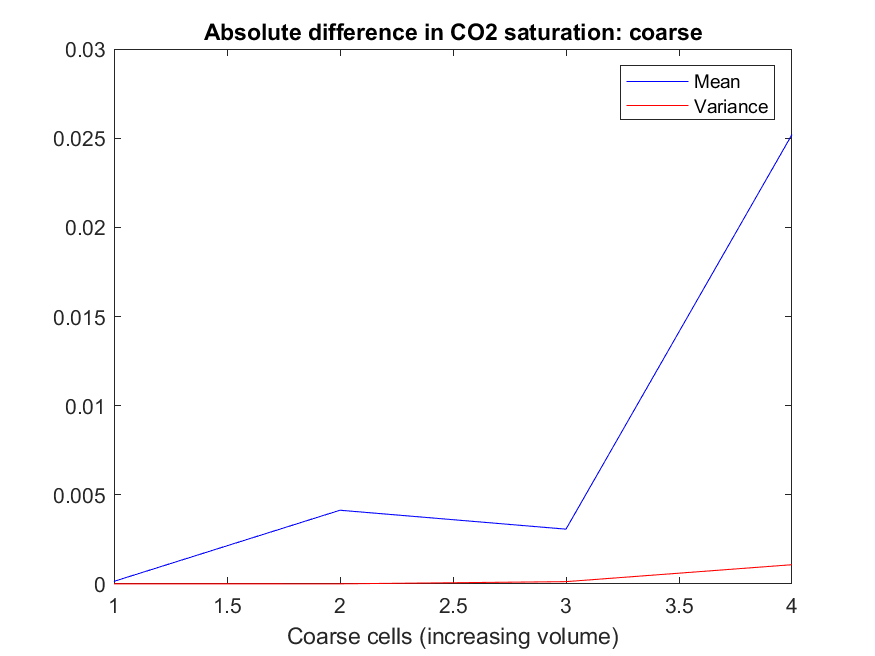 Absolute difference in CO2 saturation: coarse
0.03
Mean
Variance
0.025
0.02
0.015
0.01
0.005
0
1 1.5 2 2.5 3 3.5 4
Coarse cells (increasing volume)